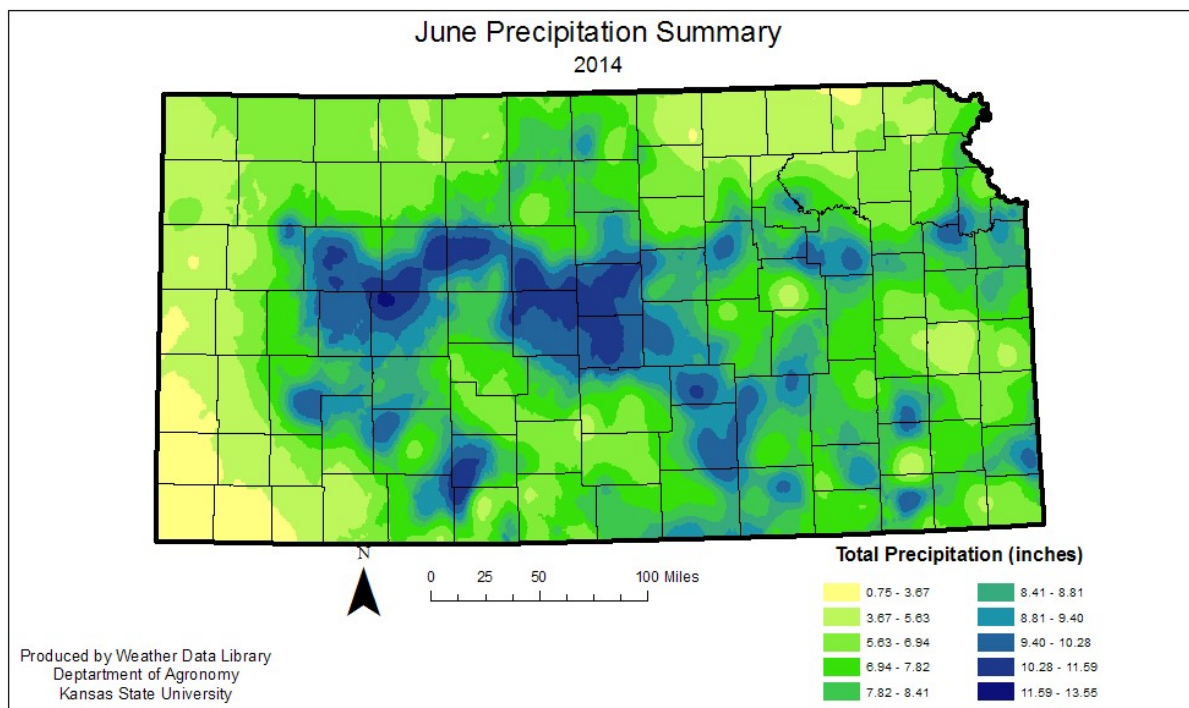 June Precipitation Summary
2014
N
0 25 50 100 Miles
Total Precipitation (inches)
0.75 - 3.67
3.67 - 5.63
5.63 - 6.94
6.94 - 7.82
7.82 - 8.41
8.41 - 8.81
8.81 - 9.40
9.40 - 10.28
10.28 - 11.59
11.59 - 13.55
Produced by Weather Data Library
Deptartment of Agronomy
Kansas State University